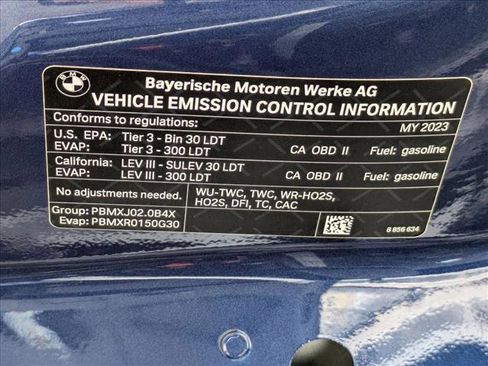 BMW
Bayerische Motoren Werke AG
VEHICLE EMISSION CONTROL INFORMATION
Conforms to regulations: MY 2023
U.S. EPA: Tier 3 - Bin 30 LDT
EVAP: Tier 3 - 300 LDT CA OBD II Fuel: gasoline
California: LEV III - SULEV 30 LDT
EVAP: LEV III - 300 LDT CA OBD II Fuel: gasoline
No adjustments needed. WU-TWC, TWC, WR-HO2S,
HO2S, DFI, TC, CAC
Group: PBMXJ02.0B4X
Evap: PBMXR0150G30 8 856 634